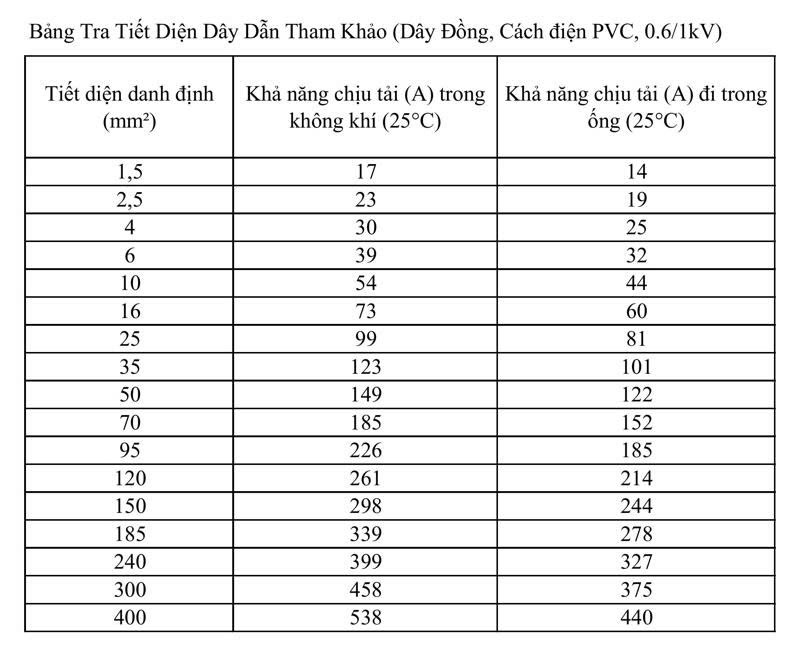 Bảng Tra Tiết Diện Dây Dẫn Tham Khảo (Dây Đồng, Cách điện PVC, 0.6/1kV)
Tiết diện danh định (mm²) Khả năng chịu tải (A) trong không khí (25°C) Khả năng chịu tải (A) đi trong ống (25°C)
1,5 17 14
2,5 23 19
4 30 25
6 39 32
10 54 44
16 73 60
25 99 81
35 123 101
50 149 122
70 185 152
95 226 185
120 261 214
150 298 244
185 339 278
240 399 327
300 458 375
400 538 440